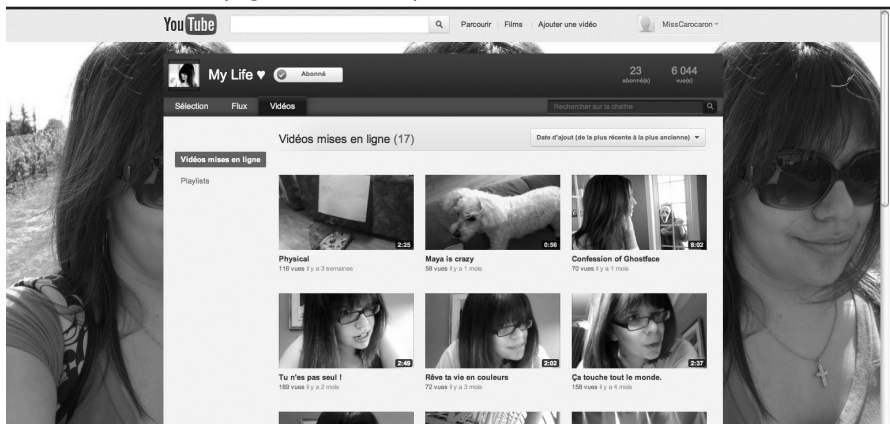 YouTube
Parcourir | Films | Ajouter une vidéo
MissCarocaron
My Life ♥
Abonné
23
abonné(s)
6 044
vue(s)
Sélection Flux Vidéos
Rechercher sur la chaîne
Vidéos mises en ligne (17)
Date d'ajout (de la plus récente à la plus ancienne)
Vidéos mises en ligne
Playlists
2:25
Physical
116 vues il y a 3 semaines
0:56
Maya is crazy
58 vues il y a 1 mois
8:02
Confession of Ghostface
70 vues il y a 1 mois
2:49
Tu n'es pas seul !
189 vues il y a 2 mois
2:02
Rêve ta vie en couleurs
72 vues il y a 3 mois
2:37
Ça touche tout le monde.
158 vues il y a 4 mois